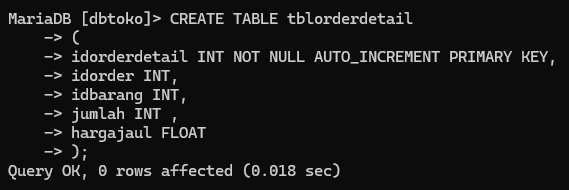 MariaDB [dbtoko]> CREATE TABLE tblorderdetail
-> (
-> idorderdetail INT NOT NULL AUTO_INCREMENT PRIMARY KEY,
-> idorder INT,
-> idbarang INT,
-> jumlah INT ,
-> hargajaul FLOAT
-> );
Query OK, 0 rows affected (0.018 sec)